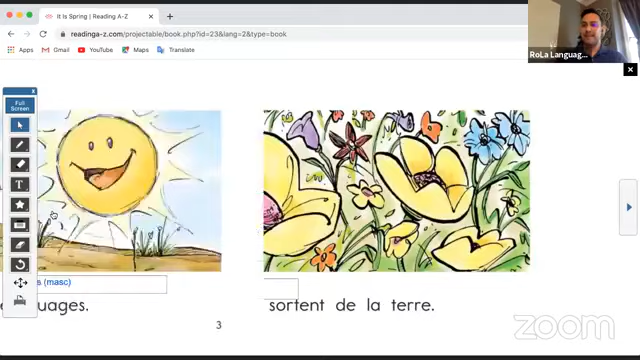 It Is Spring | Reading A-Z
readinga-z.com/projectable/book.php?id=23&lang=2&type=book
Apps Gmail YouTube Maps Translate
RoLa Languag...
Full Screen
s (masc)
uages.
sortent de la terre.
3
zoom